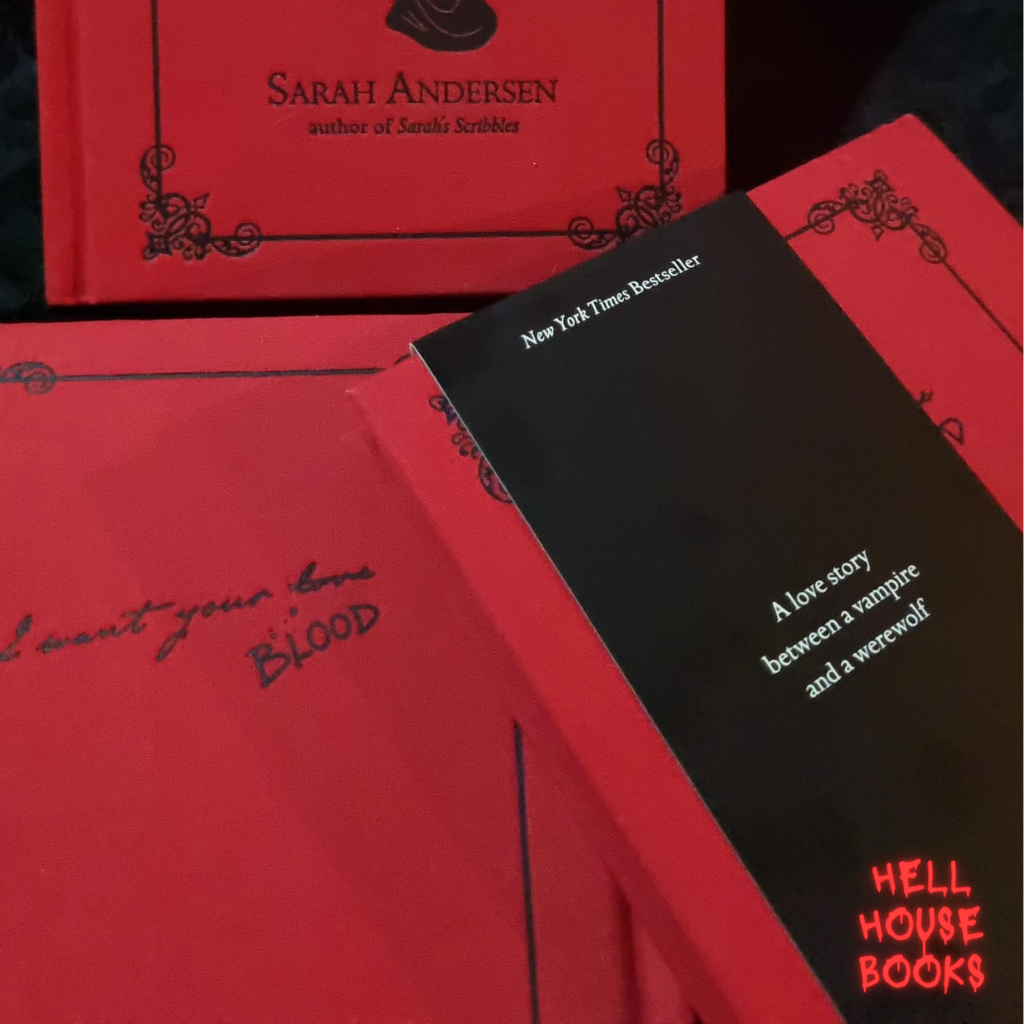 SARAH ANDERSEN
author of Sarah's Scribbles
New York Times Bestseller
I want your love
BLOOD
A love story
between a vampire
and a werewolf
HELL
HOUSE
BOOKS